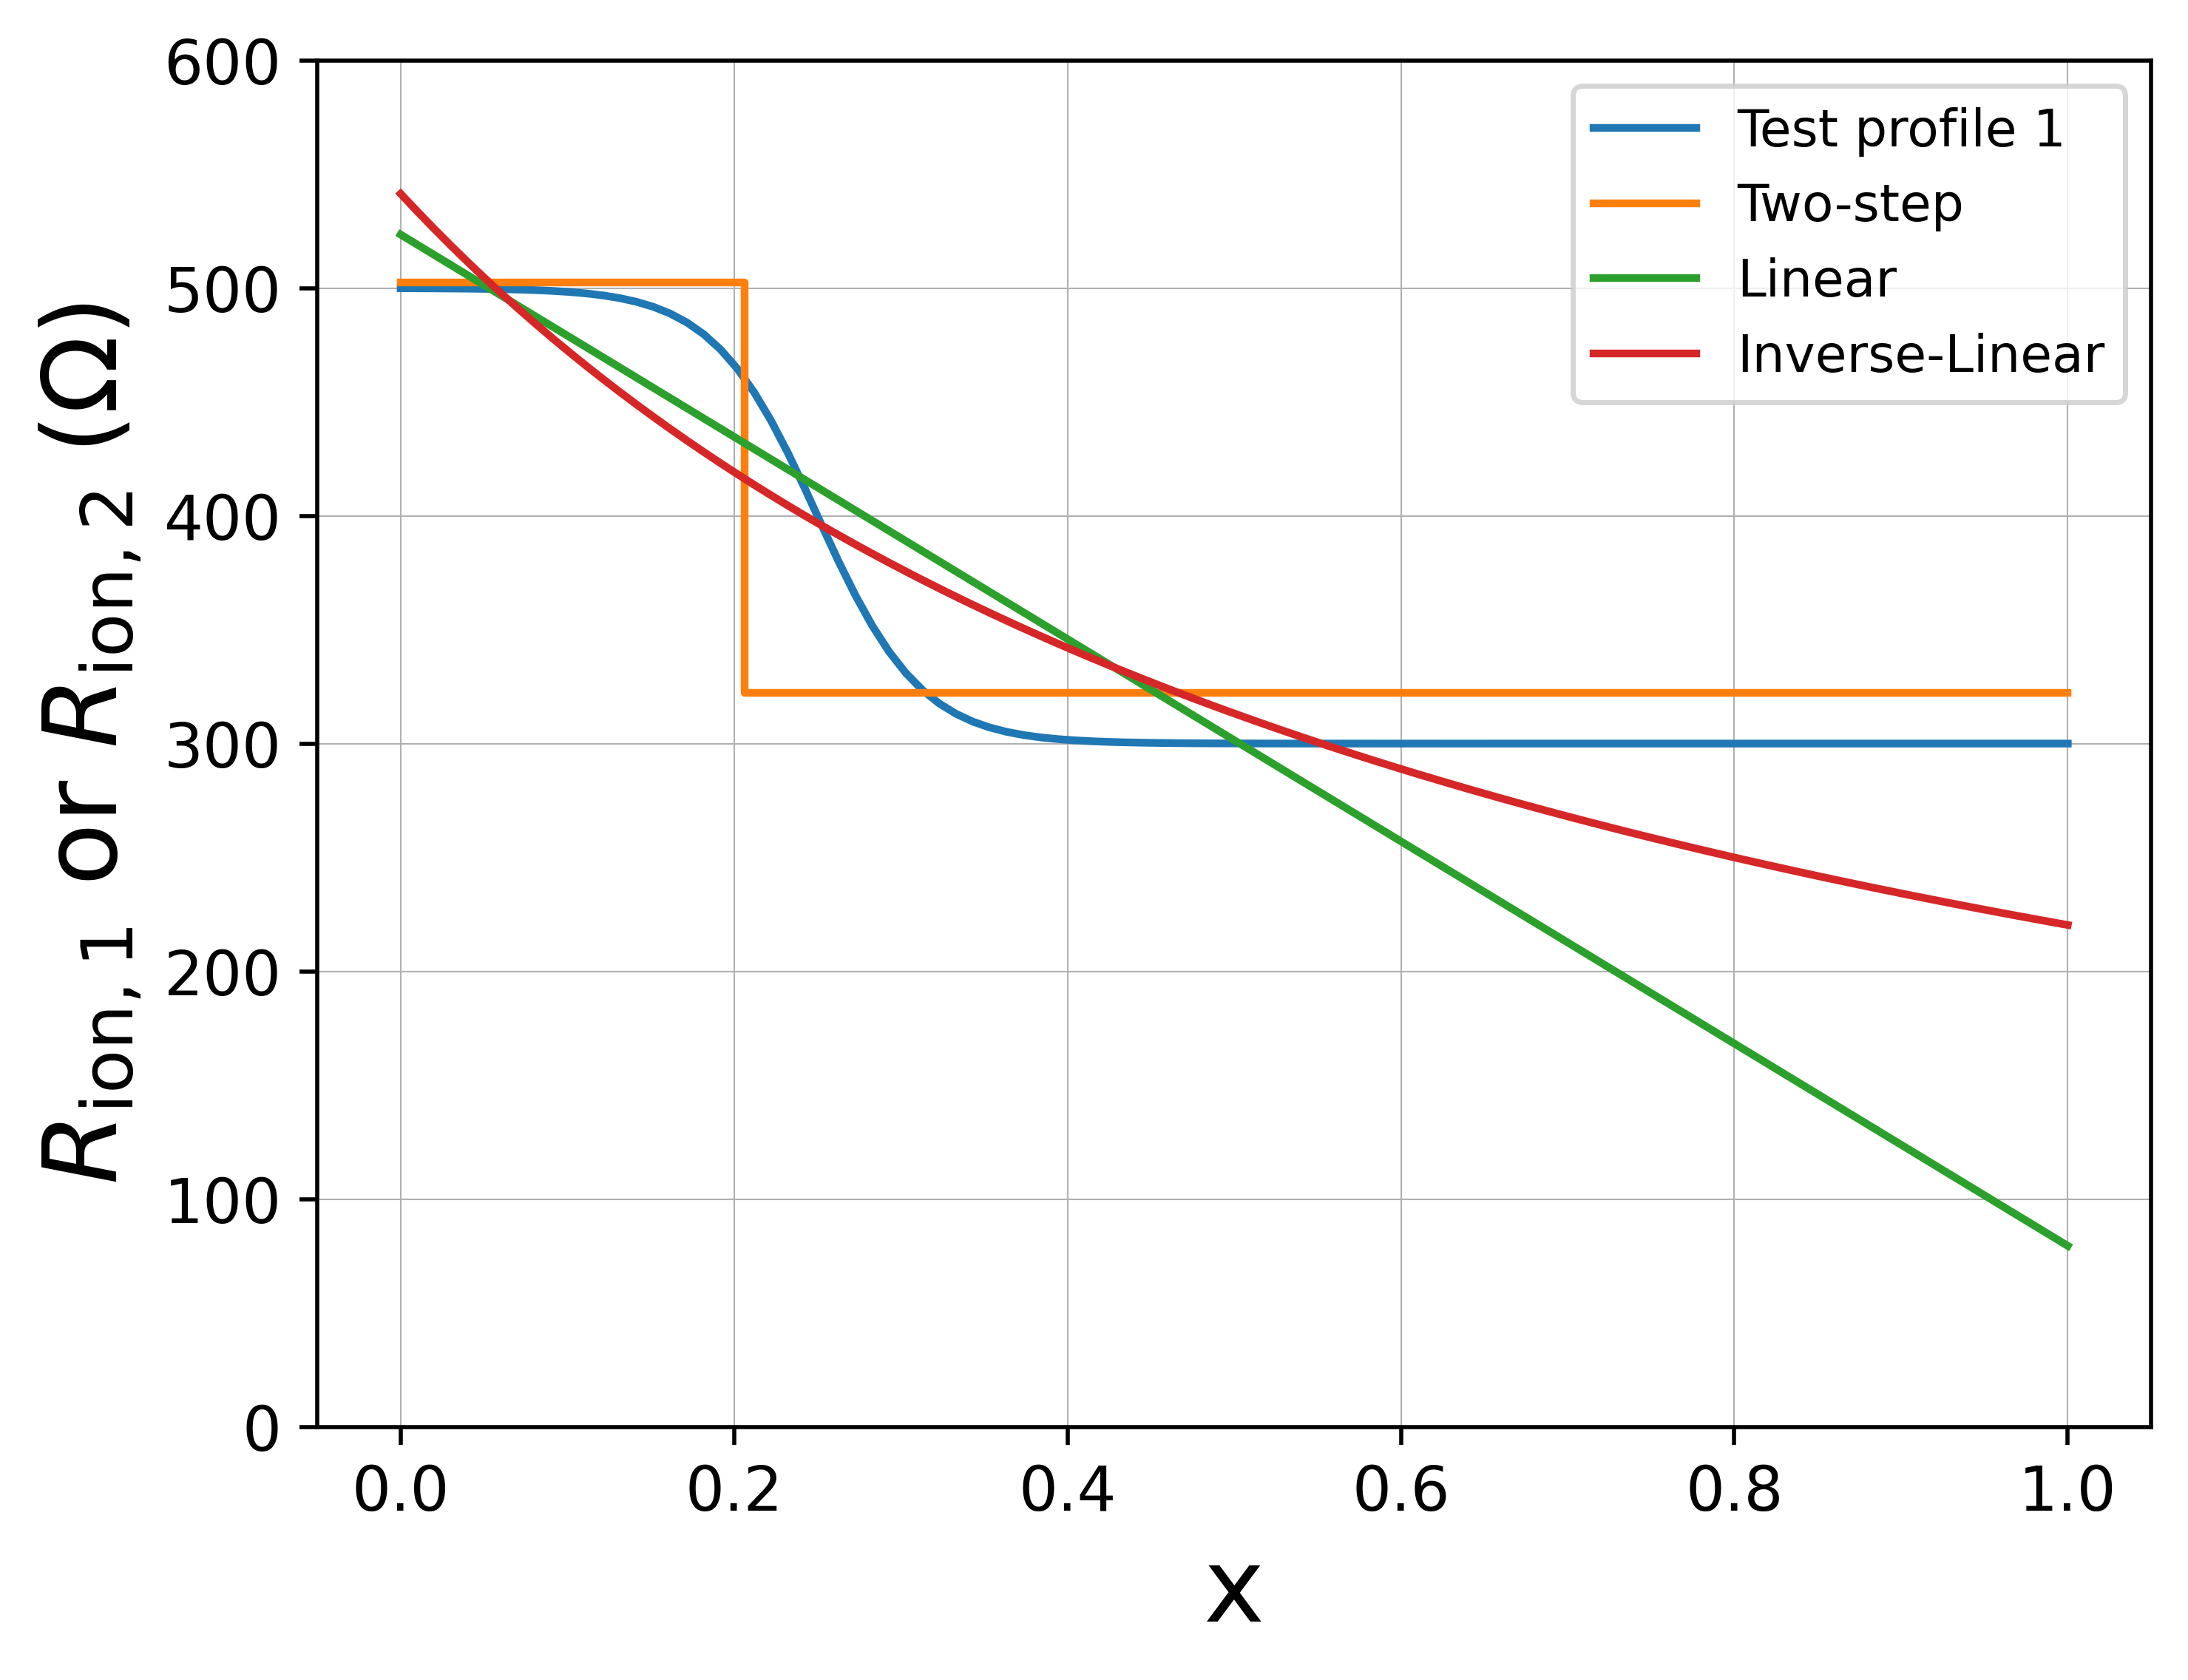 R_ion,1 or R_ion,2 (Ω)
600
500
400
300
200
100
0
0.0 0.2 0.4 0.6 0.8 1.0
x
Test profile 1
Two-step
Linear
Inverse-Linear